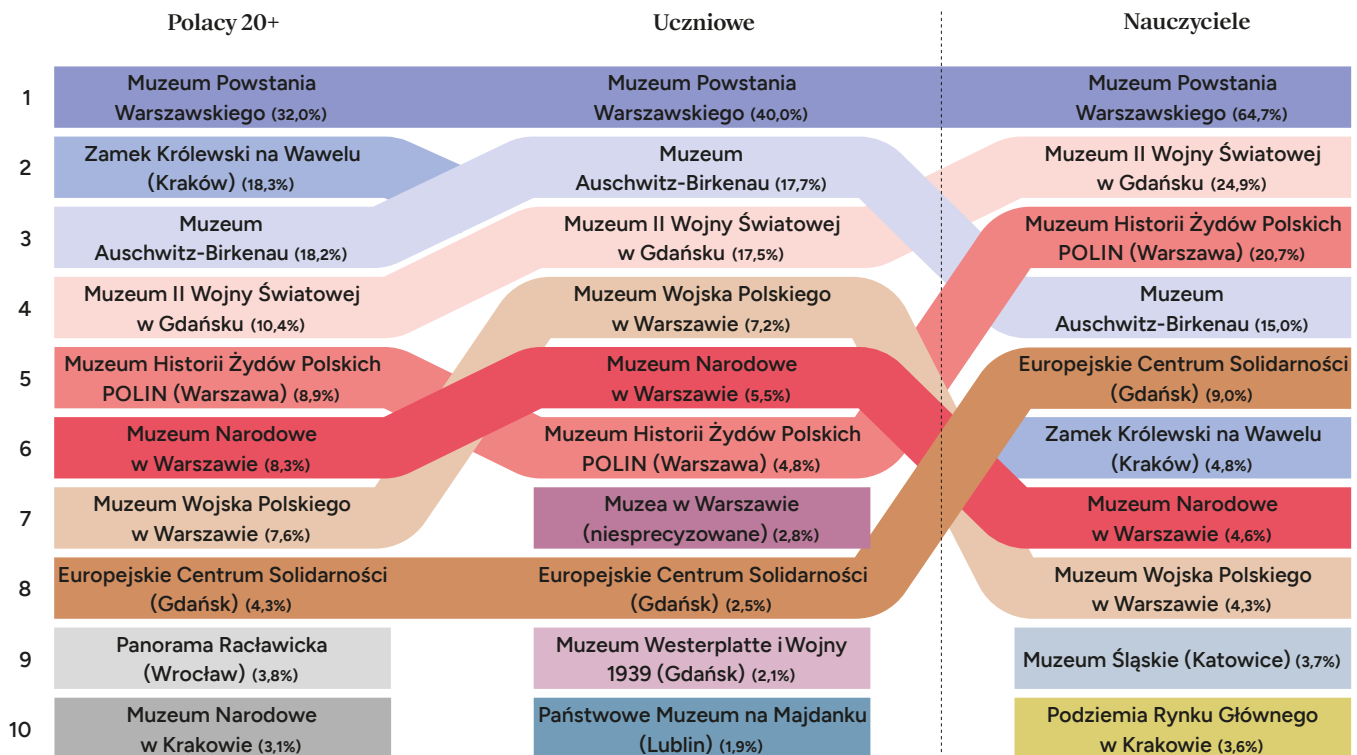 Polacy 20+
Uczniowe
Nauczyciele
1
Muzeum Powstania
Warszawskiego (32,0%)
Muzeum Powstania
Warszawskiego (40,0%)
Muzeum Powstania
Warszawskiego (64,7%)
2
Zamek Królewski na Wawelu
(Kraków) (18,3%)
Muzeum
Auschwitz-Birkenau (17,7%)
Muzeum II Wojny Światowej
w Gdańsku (24,9%)
3
Muzeum
Auschwitz-Birkenau (18,2%)
Muzeum II Wojny Światowej
w Gdańsku (17,5%)
Muzeum Historii Żydów Polskich
POLIN (Warszawa) (20,7%)
4
Muzeum II Wojny Światowej
w Gdańsku (10,4%)
Muzeum Wojska Polskiego
w Warszawie (7,2%)
Muzeum
Auschwitz-Birkenau (15,0%)
5
Muzeum Historii Żydów Polskich
POLIN (Warszawa) (8,9%)
Muzeum Narodowe
w Warszawie (5,5%)
Europejskie Centrum Solidarności
(Gdańsk) (9,0%)
6
Muzeum Narodowe
w Warszawie (8,3%)
Muzeum Historii Żydów Polskich
POLIN (Warszawa) (4,8%)
Zamek Królewski na Wawelu
(Kraków) (4,8%)
7
Muzeum Wojska Polskiego
w Warszawie (7,6%)
Muzea w Warszawie
(niesprecyzowane) (2,8%)
Muzeum Narodowe
w Warszawie (4,6%)
8
Europejskie Centrum Solidarności
(Gdańsk) (4,3%)
Europejskie Centrum Solidarności
(Gdańsk) (2,5%)
Muzeum Wojska Polskiego
w Warszawie (4,3%)
9
Panorama Racławicka
(Wrocław) (3,8%)
Muzeum Westerplatte i Wojny
1939 (Gdańsk) (2,1%)
Muzeum Śląskie (Katowice) (3,7%)
10
Muzeum Narodowe
w Krakowie (3,1%)
Państwowe Muzeum na Majdanku
(Lublin) (1,9%)
Podziemia Rynku Głównego
w Krakowie (3,6%)